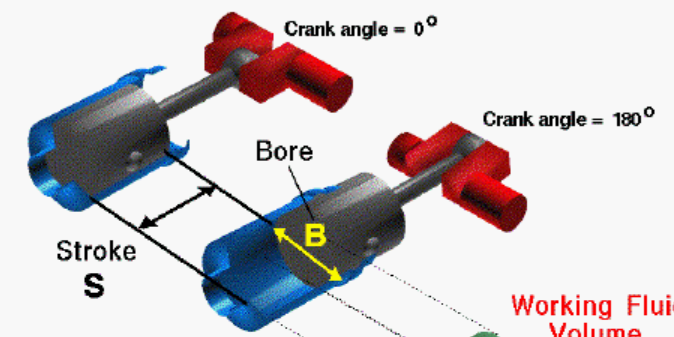 Crank angle = 0°
Crank angle = 180°
Bore
B
Stroke
S
Working Flui
Volume